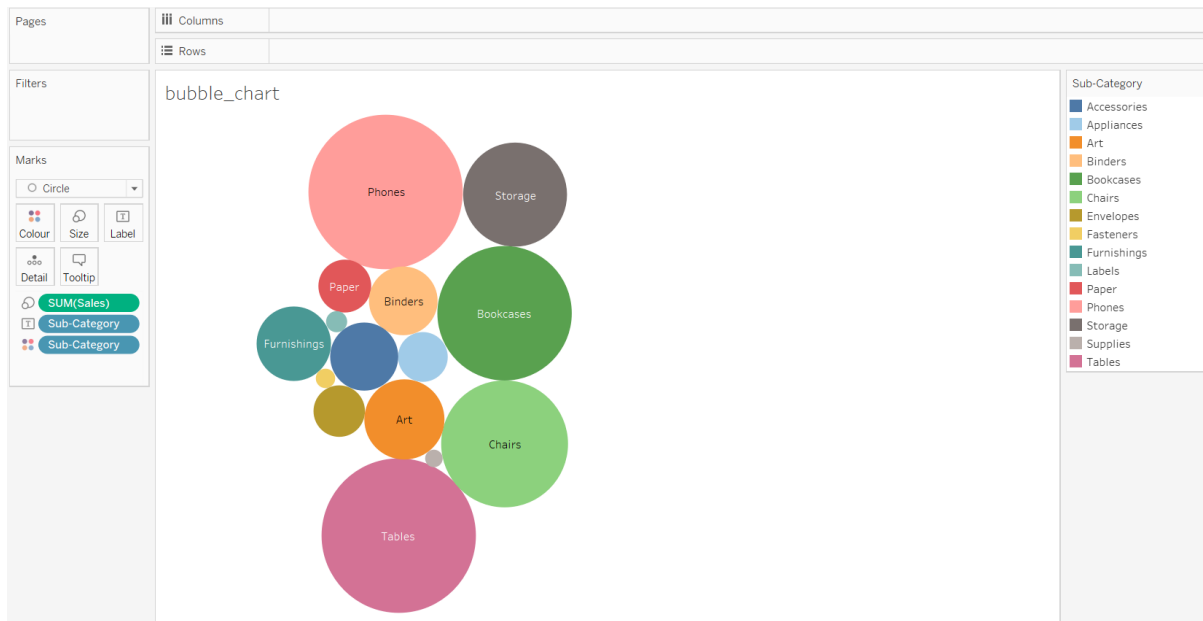 Pages
Columns
Rows
Filters
Marks
Circle
Colour Size Label
Detail Tooltip
SUM(Sales)
Sub-Category
Sub-Category
bubble_chart
Phones
Storage
Paper
Binders
Bookcases
Furnishings
Art
Chairs
Tables
Sub-Category
Accessories
Appliances
Art
Binders
Bookcases
Chairs
Envelopes
Fasteners
Furnishings
Labels
Paper
Phones
Storage
Supplies
Tables